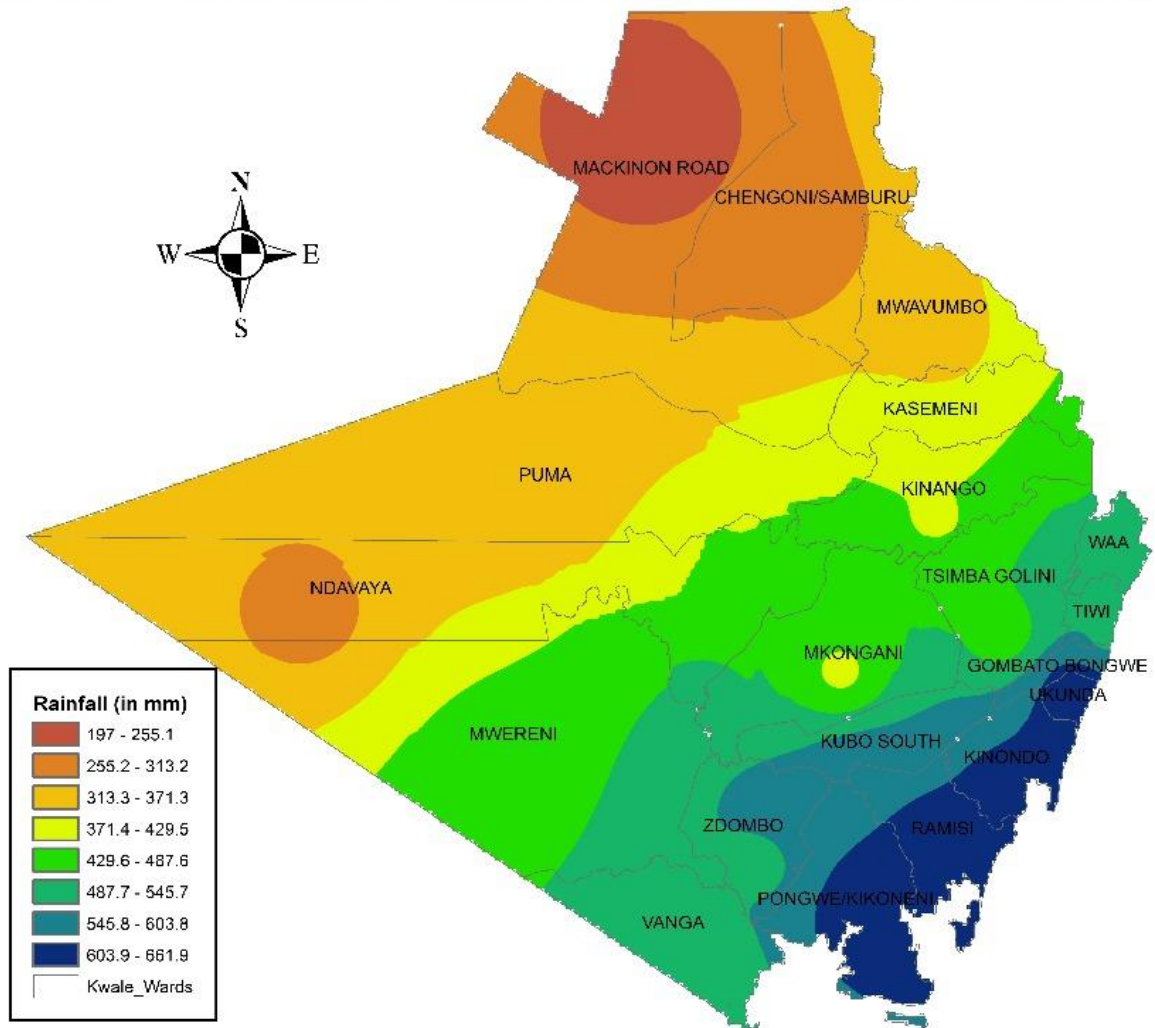 MACKINON ROAD
CHENGONI/SAMBURU
N
W
E
S
MWAVUMBO
KASEMENI
PUMA
KINANGO
WAA
TSIMBA GOLINI
NDAVAYA
TIWI
MKONGANI
GOMBATO BONGWE
UKUNDA
MWERENI
KUBO SOUTH
KINONDO
ZDOMBO
RAMISI
PONGWE/KIKONENI
VANGA
Rainfall (in mm)
197 - 255.1
255.2 - 313.2
313.3 - 371.3
371.4 - 429.5
429.6 - 487.6
487.7 - 545.7
545.8 - 603.8
603.9 - 661.9
Kwale_Wards